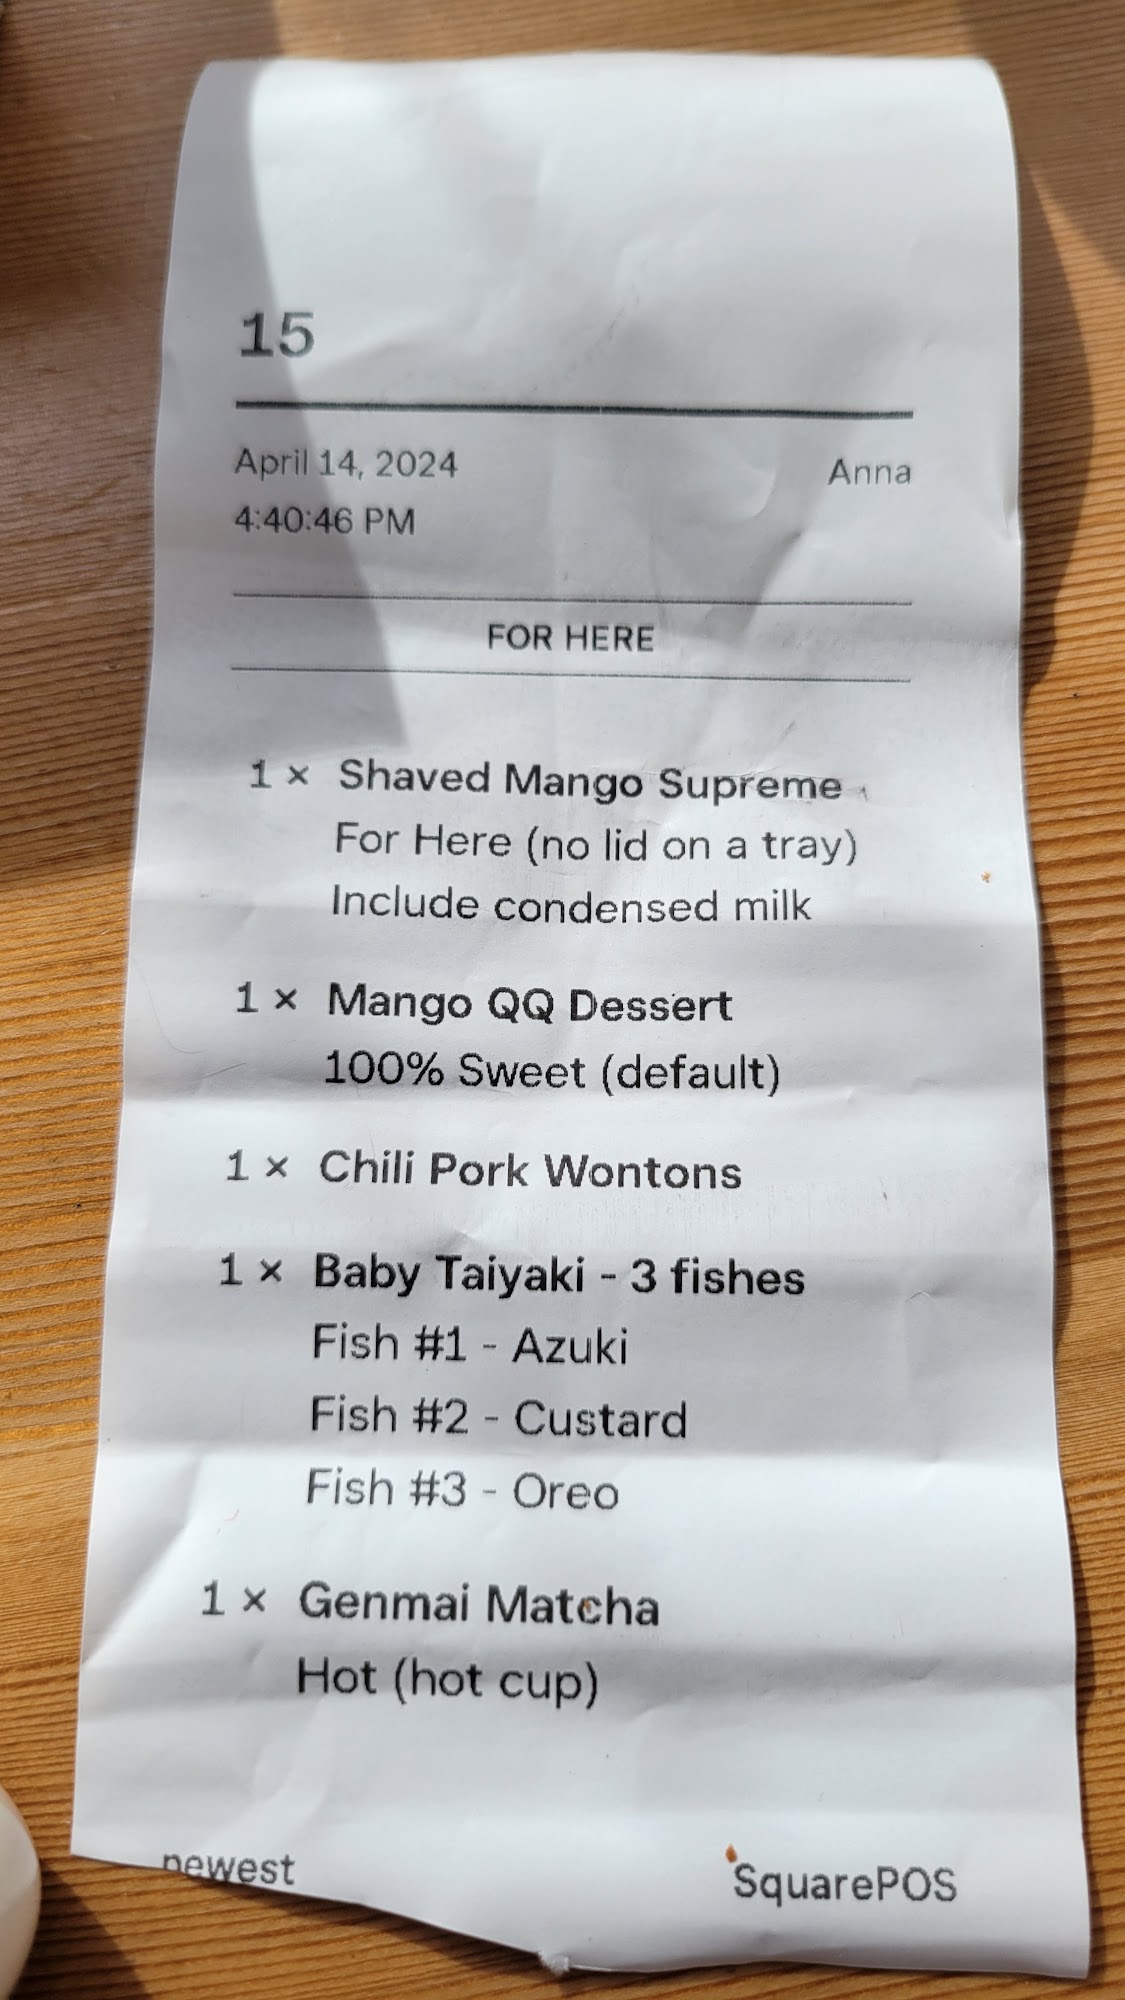 15
April 14, 2024 Anna
4:40:46 PM
FOR HERE
1 × Shaved Mango Supreme
For Here (no lid on a tray)
Include condensed milk
1 × Mango QQ Dessert
100% Sweet (default)
1 × Chili Pork Wontons
1 × Baby Taiyaki - 3 fishes
Fish #1 - Azuki
Fish #2 - Custard
Fish #3 - Oreo
1 × Genmai Matcha
Hot (hot cup)
newest SquarePOS